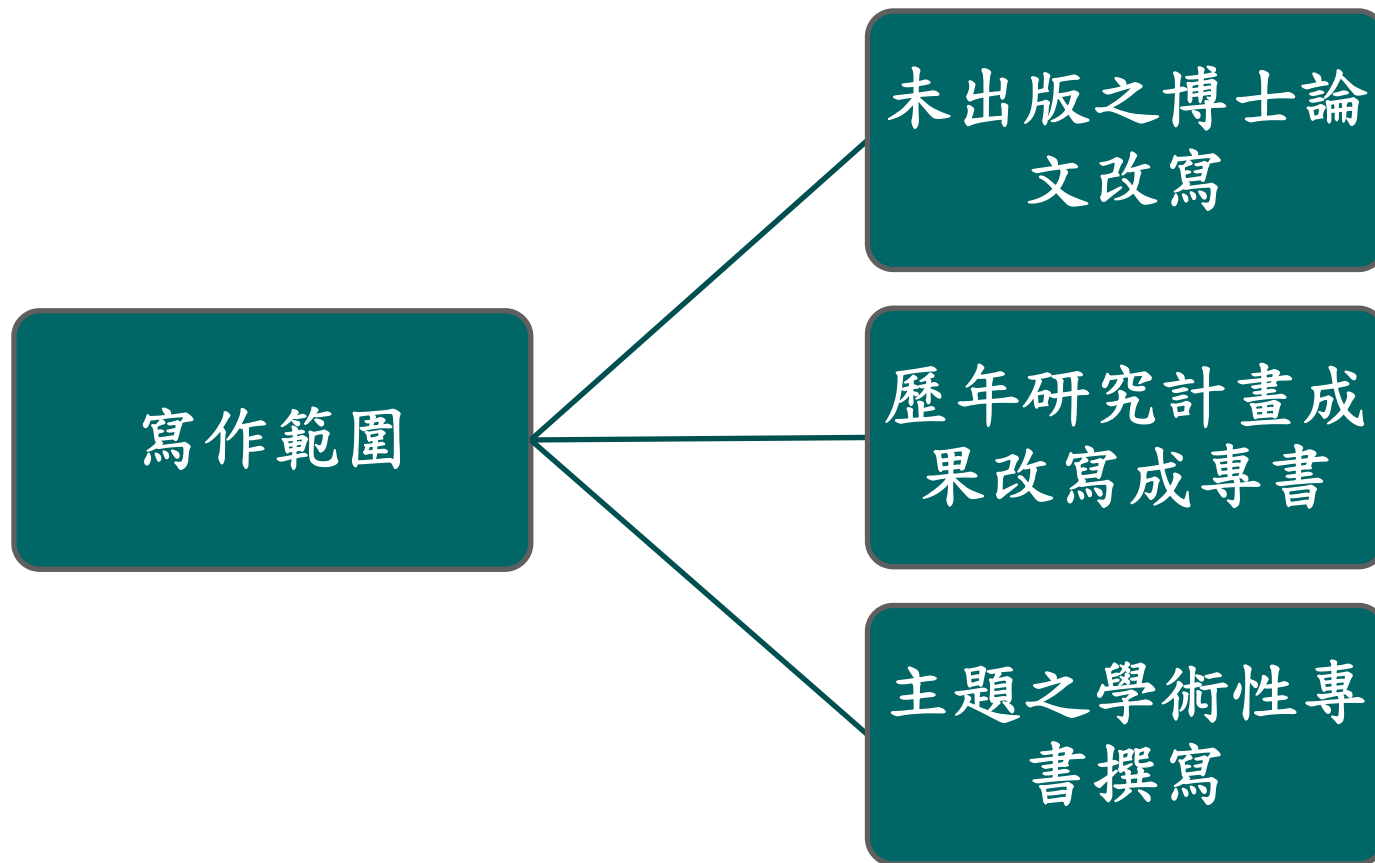 寫作範圍
未出版之博士論
文改寫
歷年研究計畫成
果改寫成專書
主題之學術性專
書撰寫